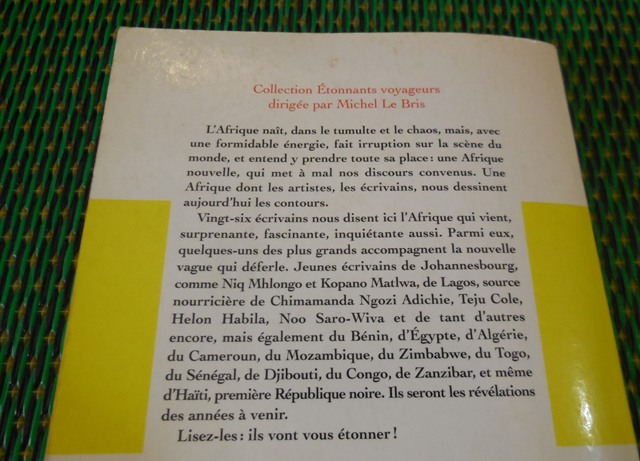 Collection Étonnants voyageurs
dirigée par Michel Le Bris
L'Afrique naît, dans le tumulte et le chaos, mais, avec
une formidable énergie, fait irruption sur la scène du
monde, et entend y prendre toute sa place : une Afrique
nouvelle, qui met à mal nos discours convenus. Une
Afrique dont les artistes, les écrivains, nous dessinent
aujourd'hui les contours.
Vingt-six écrivains nous disent ici l'Afrique qui vient,
surprenante, fascinante, inquiétante aussi. Parmi eux,
quelques-uns des plus grands accompagnent la nouvelle
vague qui déferle. Jeunes écrivains de Johannesbourg,
comme Niq Mhlongo et Kopano Matlwa, de Lagos, source
nourricière de Chimamanda Ngozi Adichie, Teju Cole,
Helon Habila, Noo Saro-Wiva et de tant d'autres
encore, mais également du Bénin, d'Égypte, d'Algérie,
du Cameroun, du Mozambique, du Zimbabwe, du Togo,
du Sénégal, de Djibouti, du Congo, de Zanzibar, et même
d'Haïti, première République noire. Ils seront les révélations
des années à venir.
Lisez-les : ils vont vous étonner !